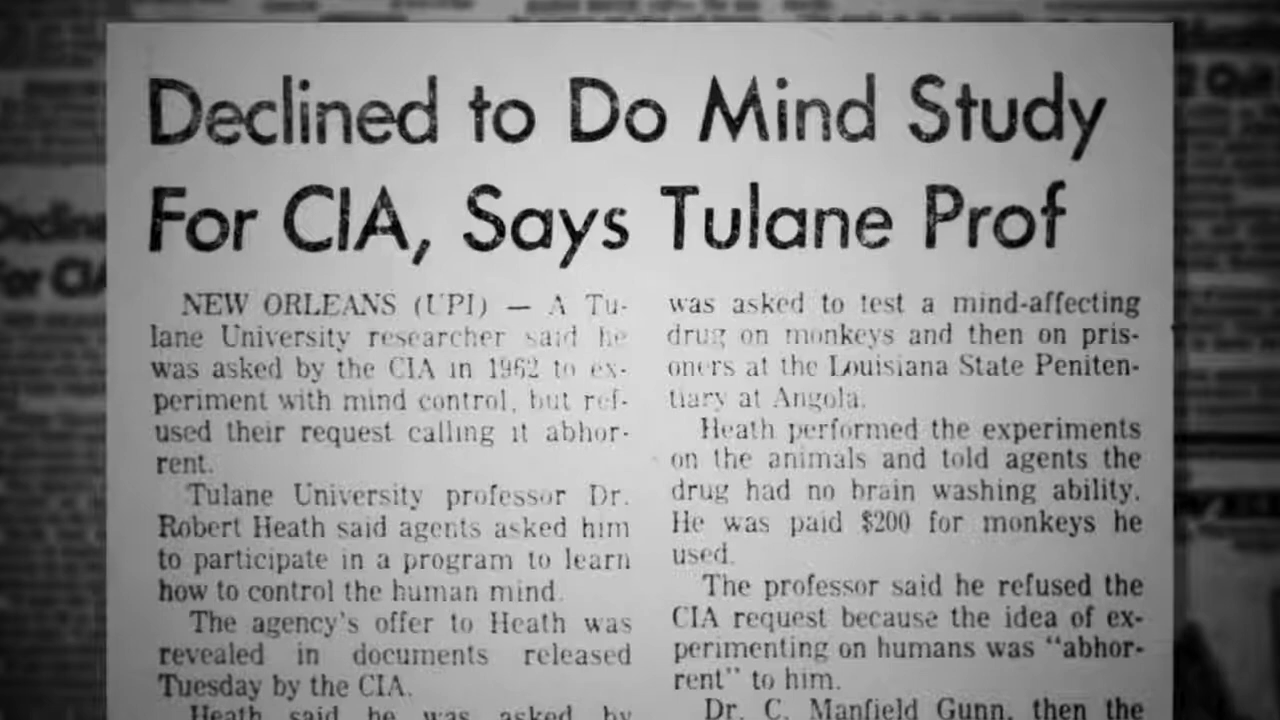 Declined to Do Mind Study
For CIA, Says Tulane Prof
NEW ORLEANS (UPI) — A Tu-
lane University researcher said he
was asked by the CIA in 1962 to ex-
periment with mind control, but ref-
used their request calling it abhor-
rent.
Tulane University professor Dr.
Robert Heath said agents asked him
to participate in a program to learn
how to control the human mind.
The agency's offer to Heath was
revealed in documents released
Tuesday by the CIA.
Heath said he was asked by
was asked to test a mind-affecting
drug on monkeys and then on pris-
oners at the Louisiana State Peniten-
tiary at Angola.
Heath performed the experiments
on the animals and told agents the
drug had no brain washing ability.
He was paid $200 for monkeys he
used.
The professor said he refused the
CIA request because the idea of ex-
perimenting on humans was "abhor-
rent" to him.
Dr. C. Manfield Gunn, then the